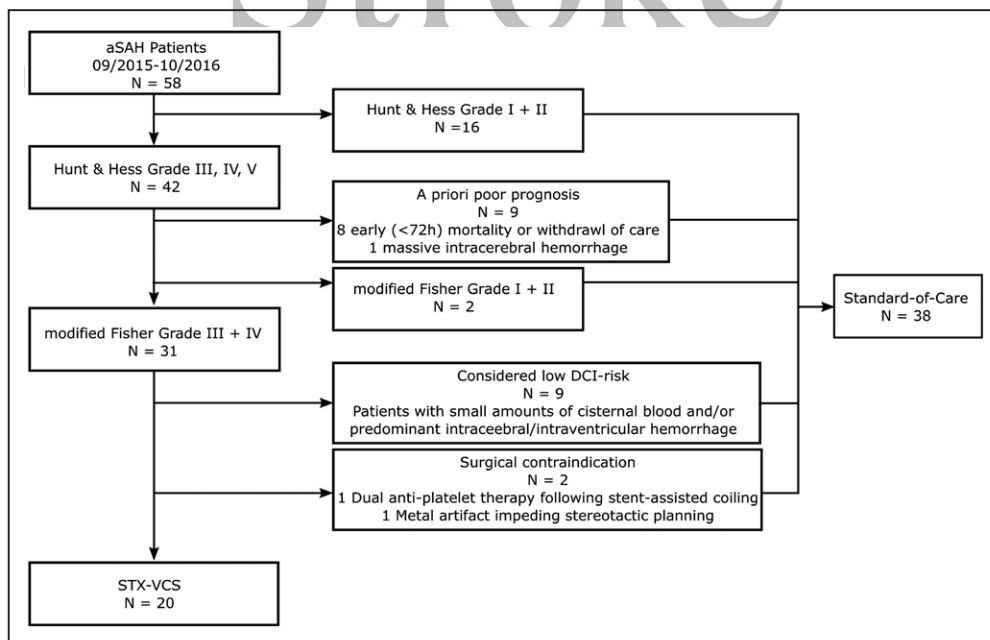 Stroke
aSAH Patients
09/2015-10/2016
N = 58
Hunt & Hess Grade I + II
N =16
Hunt & Hess Grade III, IV, V
N = 42
A priori poor prognosis
N = 9
8 early (<72h) mortality or withdrawl of care
1 massive intracerebral hemorrhage
modified Fisher Grade I + II
N = 2
Standard-of-Care
N = 38
modified Fisher Grade III + IV
N = 31
Considered low DCI-risk
N = 9
Patients with small amounts of cisternal blood and/or
predominant intraceebral/intraventricular hemorrhage
Surgical contraindication
N = 2
1 Dual anti-platelet therapy following stent-assisted coiling
1 Metal artifact impeding stereotactic planning
STX-VCS
N = 20